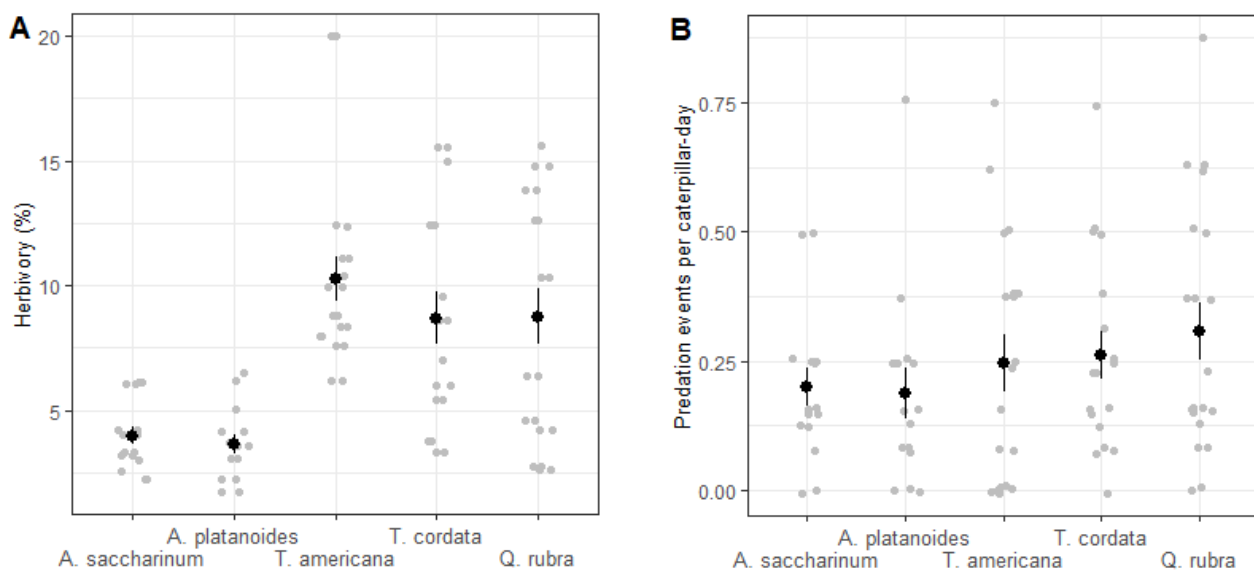 A
Herbivory (%)
20
15
10
5
A. platanoides T. cordata
A. saccharinum T. americana Q. rubra
B
Predation events per caterpillar-day
0.75
0.50
0.25
0.00
A. platanoides T. cordata
A. saccharinum T. americana Q. rubra